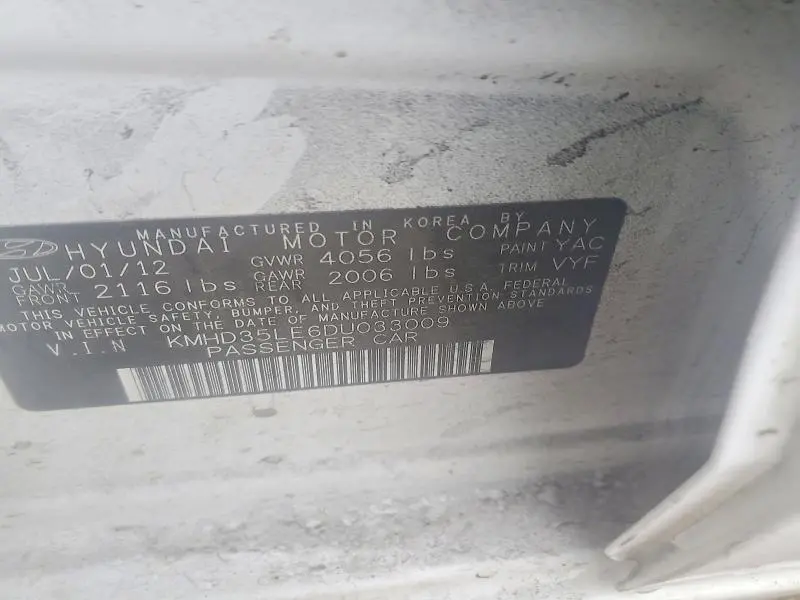 MANUFACTURED IN KOREA BY
HYUNDAI MOTOR COMPANY
JUL/01/12 GVWR 4056 lbs PAINT YAC
GAWR FRONT 2116 lbs GAWR REAR 2006 lbs TRIM VYF
THIS VEHICLE CONFORMS TO ALL APPLICABLE U.S.A. FEDERAL
MOTOR VEHICLE SAFETY, BUMPER, AND THEFT PREVENTION STANDARDS
IN EFFECT ON THE DATE OF MANUFACTURE SHOWN ABOVE
V.I.N KMHD35LE6DU033009
PASSENGER CAR